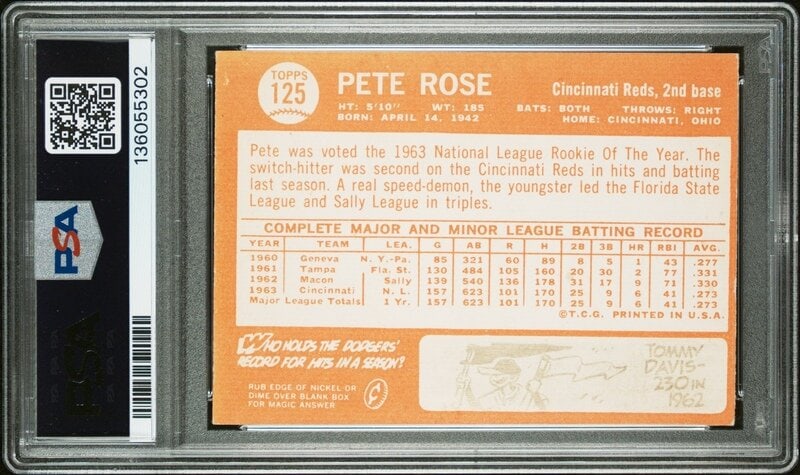 136055302
PSA
TOPPS
125
PETE ROSE
Cincinnati Reds, 2nd base
HT: 5'10" WT: 185 BATS: BOTH THROWS: RIGHT
BORN: APRIL 14, 1942 HOME: CINCINNATI, OHIO
Pete was voted the 1963 National League Rookie Of The Year. The
switch-hitter was second on the Cincinnati Reds in hits and batting
last season. A real speed-demon, the youngster led the Florida State
League and Sally League in triples.
COMPLETE MAJOR AND MINOR LEAGUE BATTING RECORD
YEAR TEAM LEA. G AB R H 2B 3B HR RBI AVG.
1960 Geneva N. Y.-Pa. 85 321 60 89 8 5 1 43 .277
1961 Tampa Fla. St. 130 484 105 160 20 30 2 77 .331
1962 Macon Sally 139 540 136 178 31 17 9 71 .330
1963 Cincinnati N. L. 157 623 101 170 25 9 6 41 .273
Major League Totals 1 Yr. 157 623 101 170 25 9 6 41 .273
©T.C.G. PRINTED IN U.S.A.
WHO HOLDS THE DODGERS'
RECORD FOR HITS IN A SEASON?
RUB EDGE OF NICKEL OR
DIME OVER BLANK BOX
FOR MAGIC ANSWER
TOMMY
DAVIS-
230 IN
1962
PSA